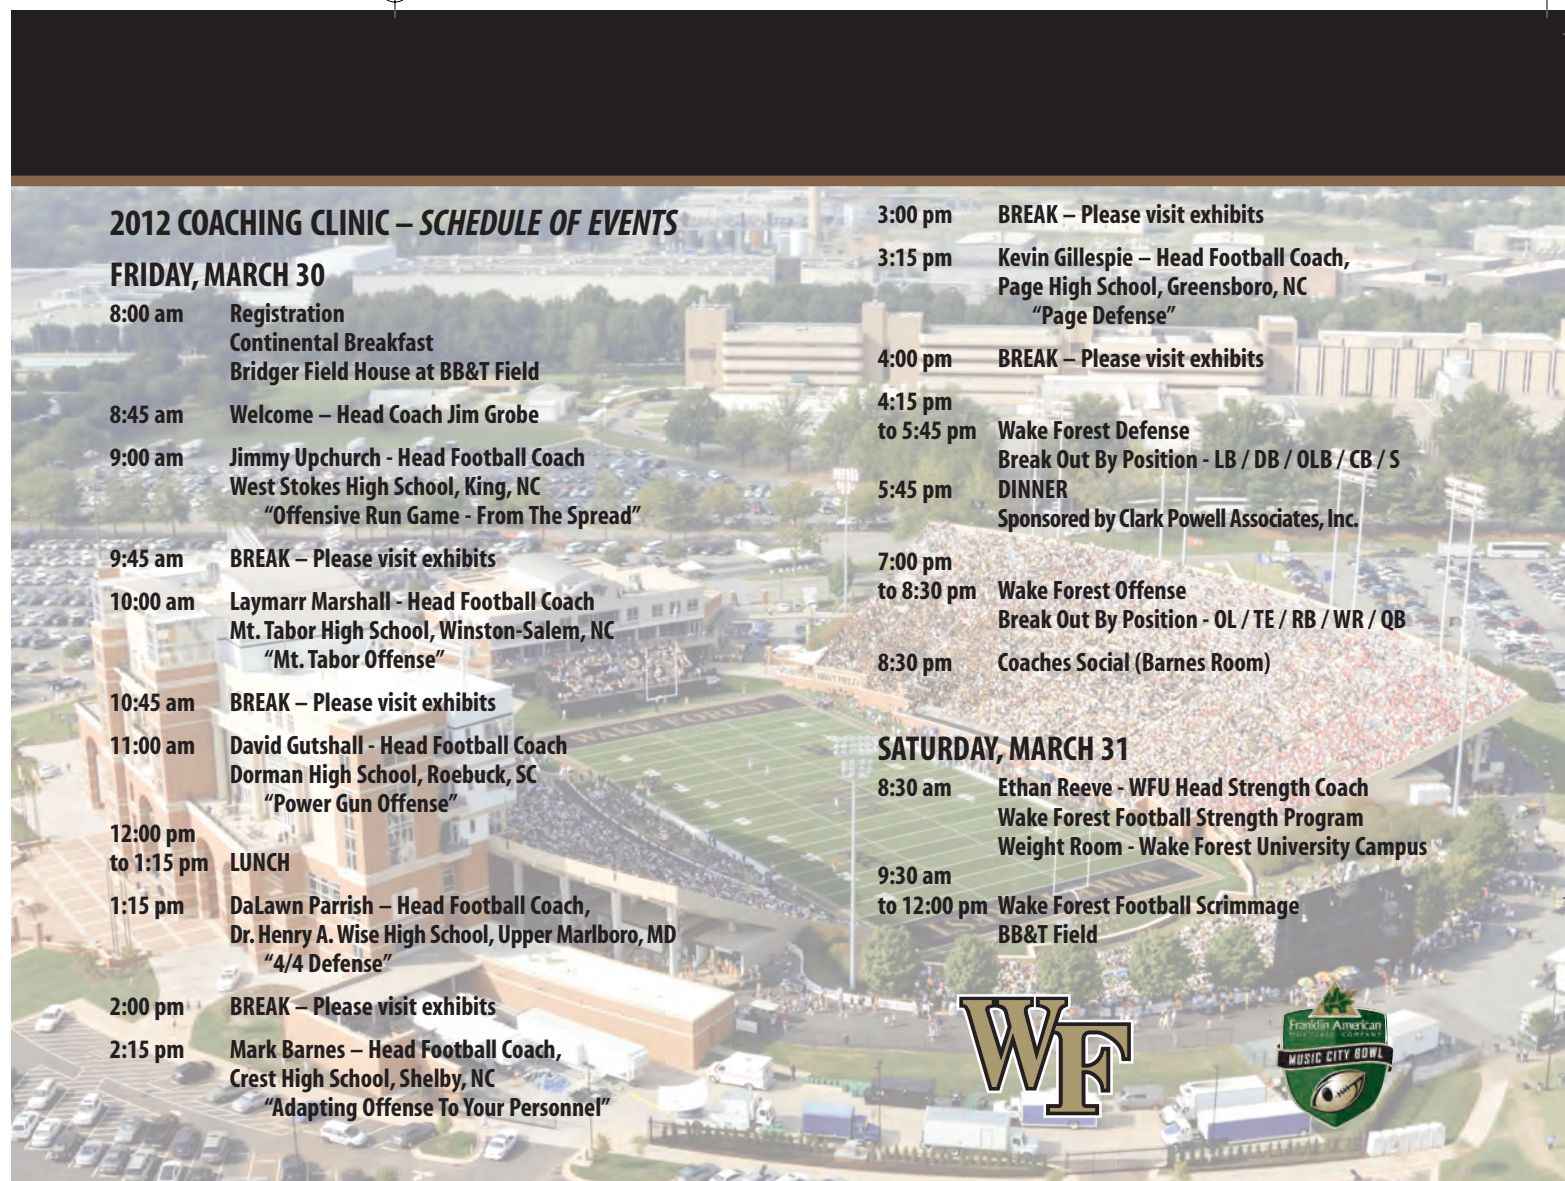 2012 COACHING CLINIC – SCHEDULE OF EVENTS
FRIDAY, MARCH 30
8:00 am Registration
Continental Breakfast
Bridger Field House at BB&T Field
8:45 am Welcome – Head Coach Jim Grobe
9:00 am Jimmy Upchurch - Head Football Coach
West Stokes High School, King, NC
“Offensive Run Game - From The Spread”
9:45 am BREAK – Please visit exhibits
10:00 am Laymarr Marshall - Head Football Coach
Mt. Tabor High School, Winston-Salem, NC
“Mt. Tabor Offense”
10:45 am BREAK – Please visit exhibits
11:00 am David Gutshall - Head Football Coach
Dorman High School, Roebuck, SC
“Power Gun Offense”
12:00 pm
to 1:15 pm LUNCH
1:15 pm DaLawn Parrish – Head Football Coach,
Dr. Henry A. Wise High School, Upper Marlboro, MD
“4/4 Defense”
2:00 pm BREAK – Please visit exhibits
2:15 pm Mark Barnes – Head Football Coach,
Crest High School, Shelby, NC
“Adapting Offense To Your Personnel”
3:00 pm BREAK – Please visit exhibits
3:15 pm Kevin Gillespie – Head Football Coach,
Page High School, Greensboro, NC
“Page Defense”
4:00 pm BREAK – Please visit exhibits
4:15 pm
to 5:45 pm Wake Forest Defense
Break Out By Position - LB / DB / OLB / CB / S
5:45 pm DINNER
Sponsored by Clark Powell Associates, Inc.
7:00 pm
to 8:30 pm Wake Forest Offense
Break Out By Position - OL / TE / RB / WR / QB
8:30 pm Coaches Social (Barnes Room)
SATURDAY, MARCH 31
8:30 am Ethan Reeve - WFU Head Strength Coach
Wake Forest Football Strength Program
Weight Room - Wake Forest University Campus
9:30 am
to 12:00 pm Wake Forest Football Scrimmage
BB&T Field
WAKE FOREST
WF
Franklin American
MORTGAGE COMPANY
MUSIC CITY BOWL